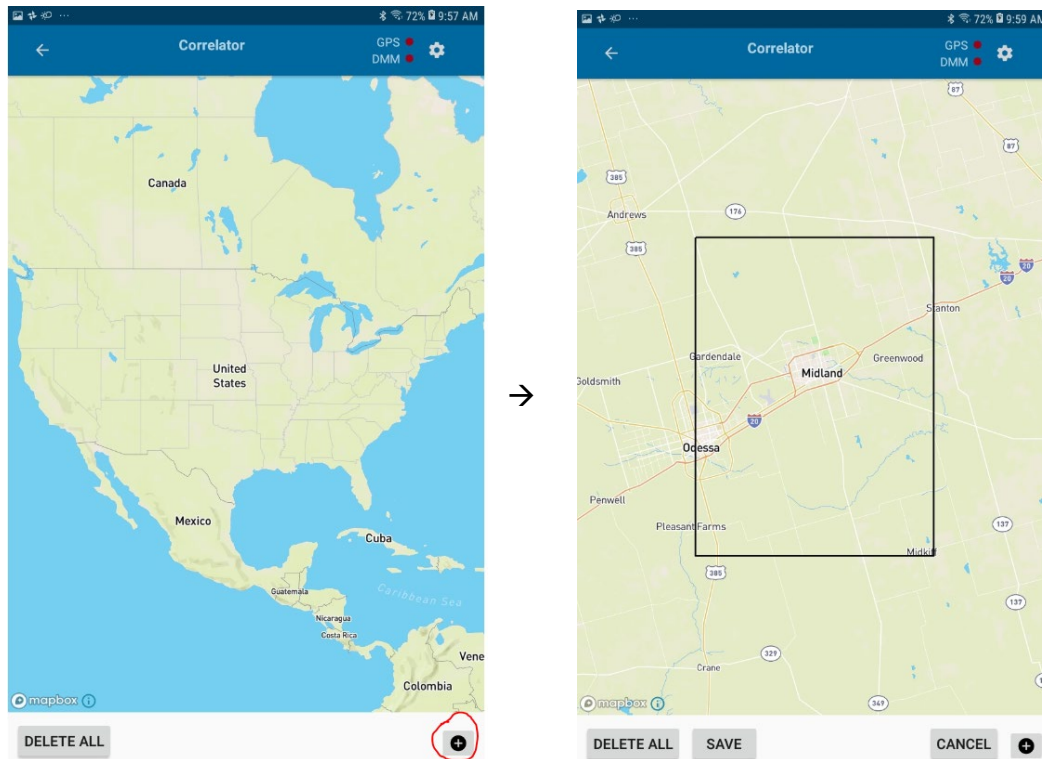 72% 9:57 AM
Correlator
GPS
DMM
Canada
United
States
Mexico
Cuba
Guatemala
Caribbean Sea
Nicaragua
Costa Rica
Vene
Colombia
mapbox
DELETE ALL
→
72% 9:59 AM
Correlator
GPS
DMM
87
87
385
Andrews
176
385
20
20
Stanton
Gardendale
Greenwood
Goldsmith
Midland
20
Odessa
Penwell
Pleasant Farms
137
Midkiff
385
137
329
Crane
349
mapbox
DELETE ALL SAVE CANCEL